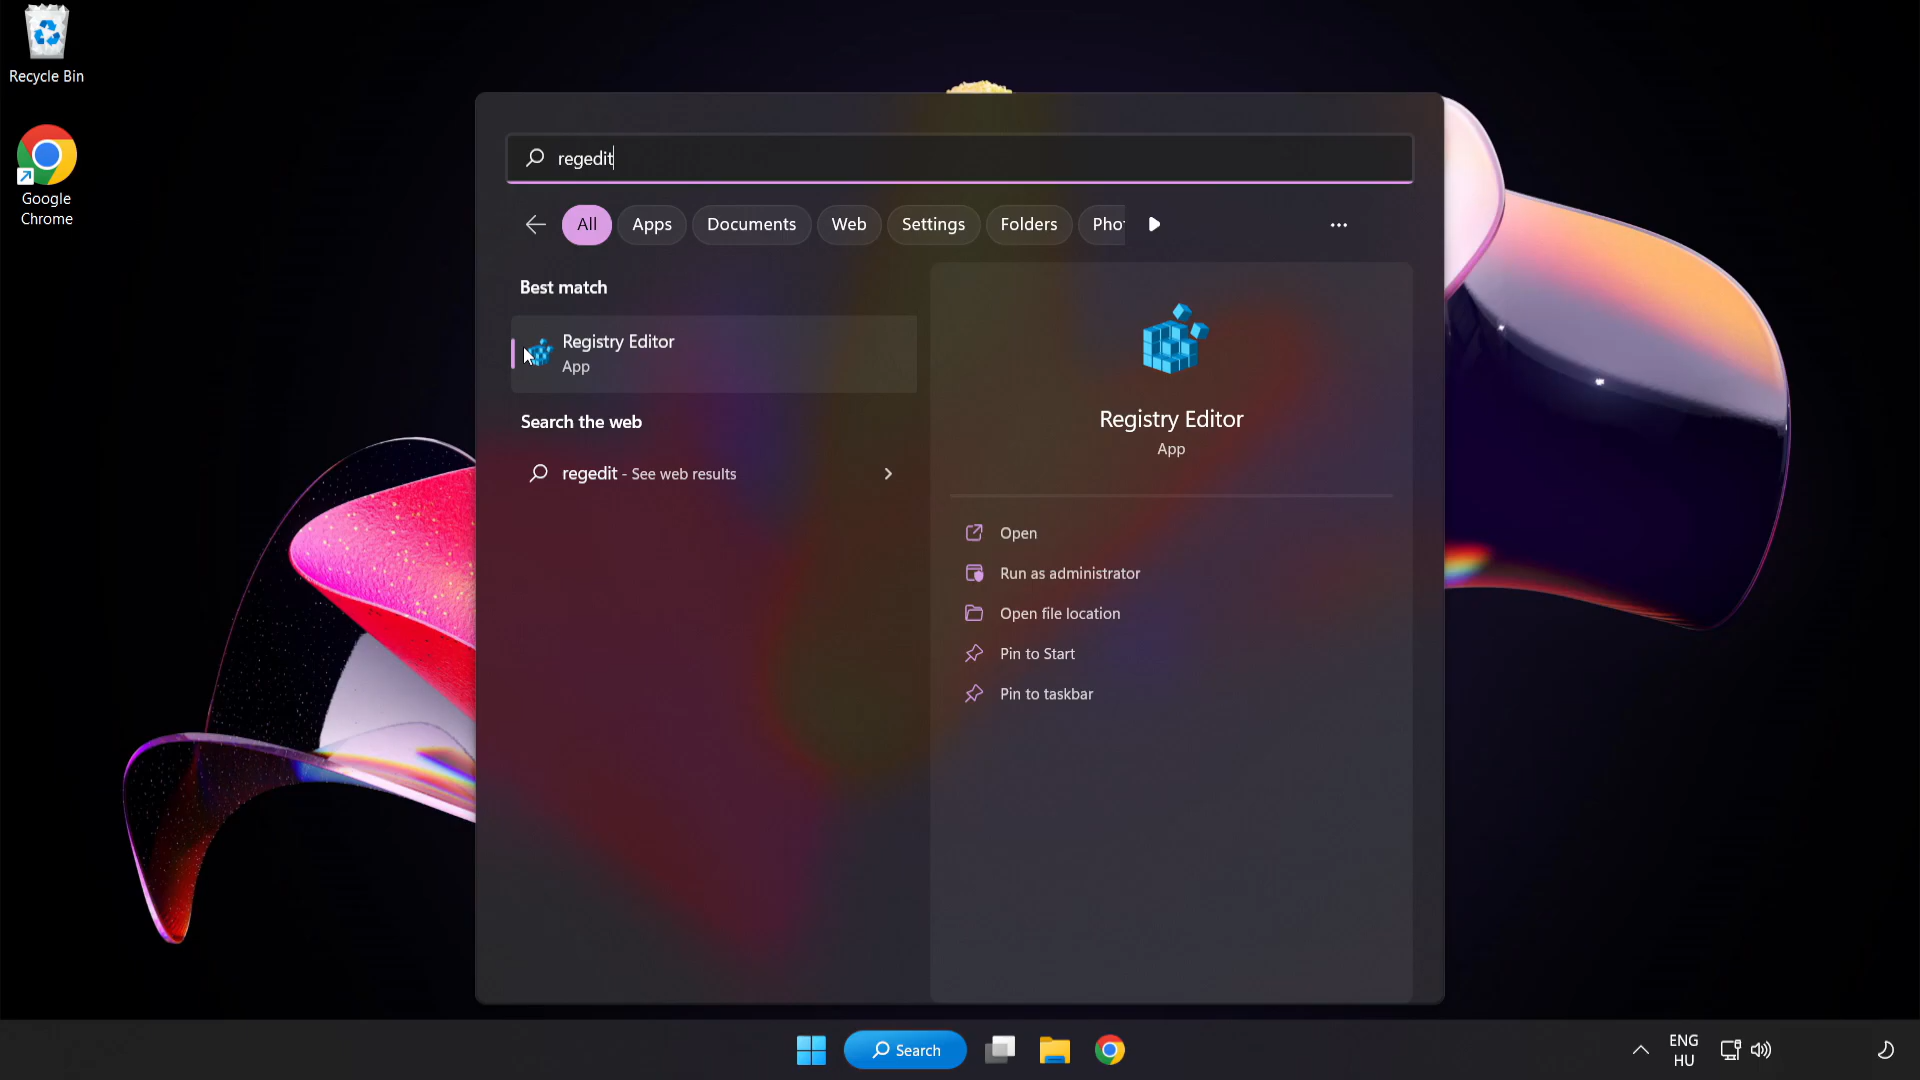 Recycle Bin
Google
Chrome
regedit
All Apps Documents Web Settings Folders
Best match
Registry Editor
App
Search the web
regedit - See web results
Registry Editor
App
Open
Run as administrator
Open file location
Pin to Start
Pin to taskbar
Search
ENG
HU